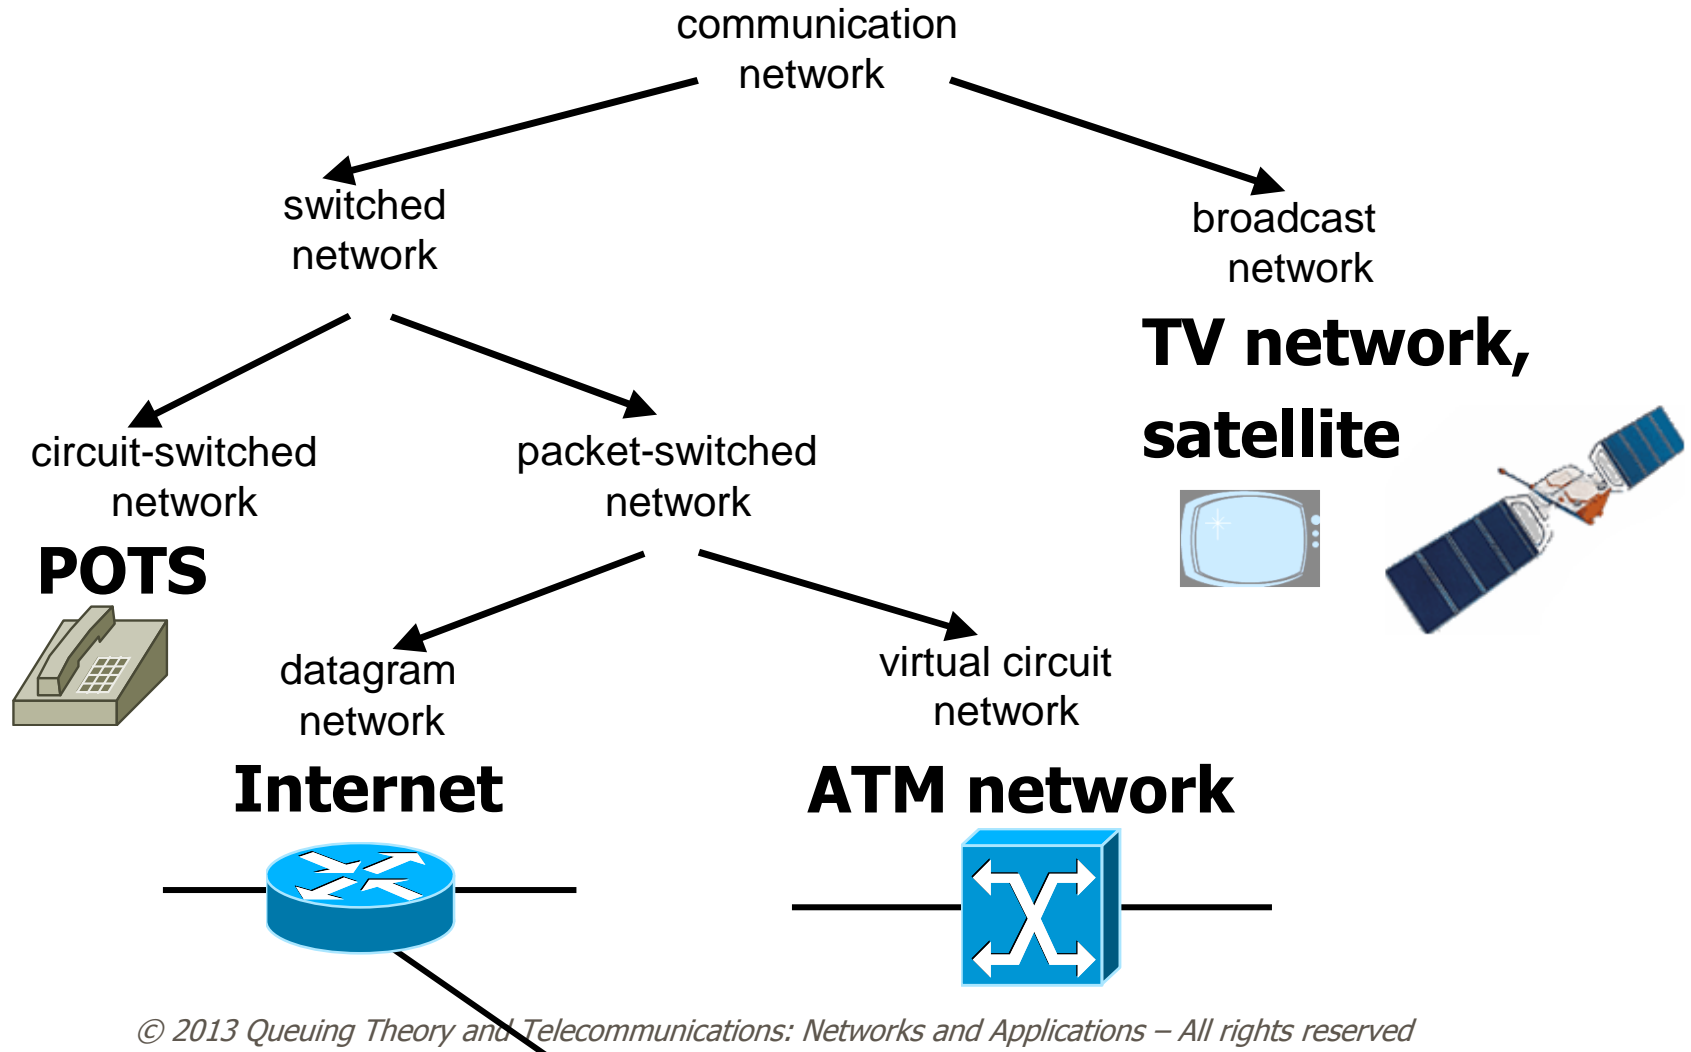 communication
network
switched
network
broadcast
network
TV network,
satellite
circuit-switched
network
packet-switched
network
POTS
datagram
network
virtual circuit
network
Internet
ATM network
© 2013 Queuing Theory and Telecommunications: Networks and Applications – All rights reserved